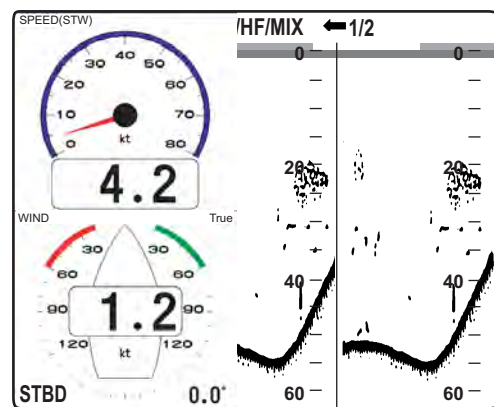 SPEED(STW)
/HF/MIX 1/2
0 10 20 30 40 50 60 70 80
kt
4.2
WIND True
60 30 30 60
90 90
1.2
120 120
kt
STBD 0.0°
0 0
20 20
40 40
60 60